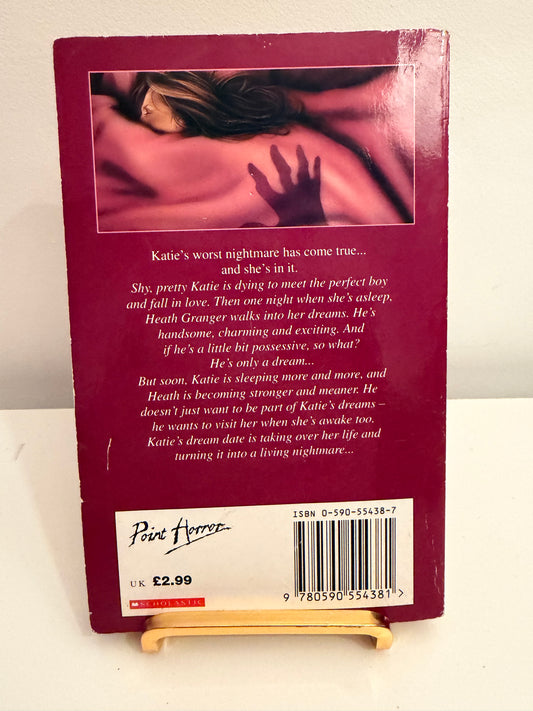 Katie's worst nightmare has come true...
and she's in it.
Shy, pretty Katie is dying to meet the perfect boy
and fall in love. Then one night when she's asleep,
Heath Granger walks into her dreams. He's
handsome, charming and exciting. And
if he's a little bit possessive, so what?
He's only a dream...
But soon, Katie is sleeping more and more, and
Heath is becoming stronger and meaner. He
doesn't just want to be part of Katie's dreams –
he wants to visit her when she's awake too.
Katie's dream date is taking over her life and
turning it into a living nightmare...
Point Horror
UK £2.99
SCHOLASTIC
ISBN 0-590-55438-7
9 780590 554381 >